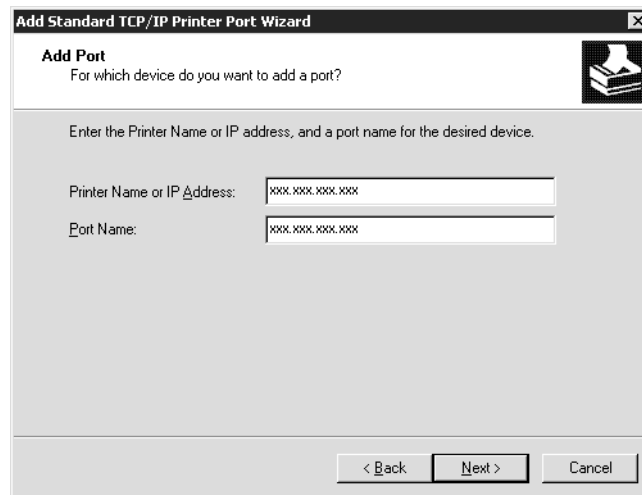 Add Standard TCP/IP Printer Port Wizard
Add Port
For which device do you want to add a port?
Enter the Printer Name or IP address, and a port name for the desired device.
Printer Name or IP Address: xxx.xxx.xxx.xxx
Port Name: xxx.xxx.xxx.xxx
< Back Next > Cancel